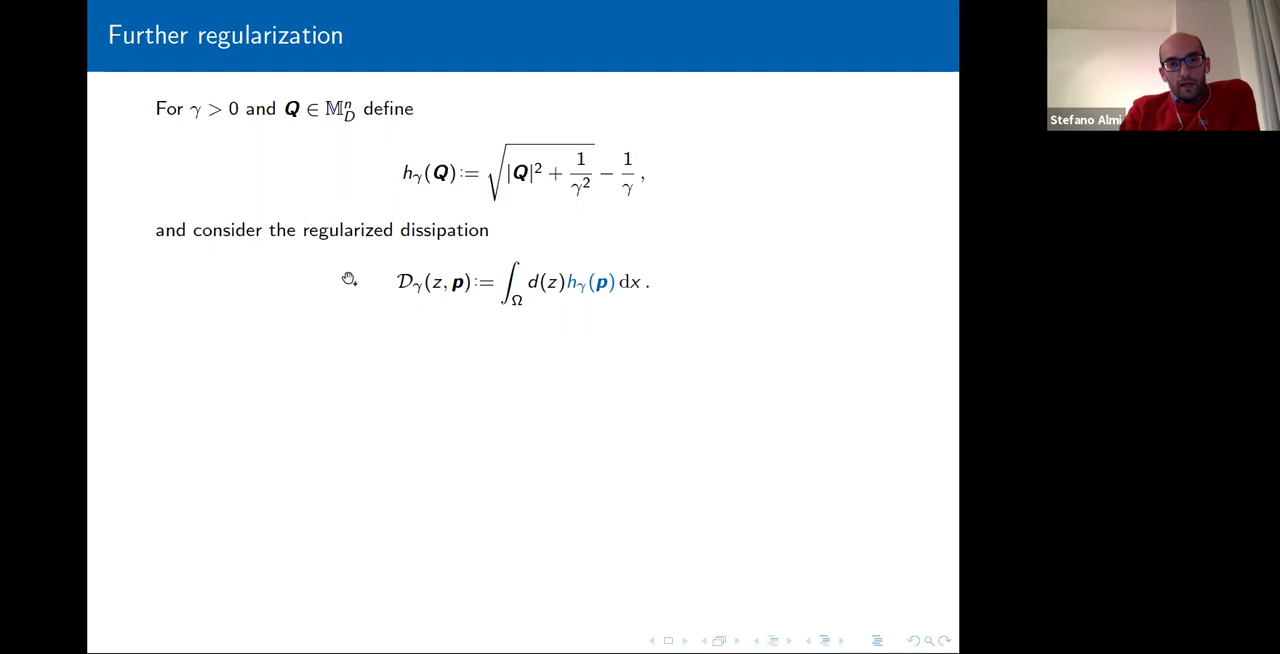 Further regularization
For γ > 0 and Q ∈ 𝕄ⁿ_D define
h_γ(Q) := √(|Q|² + 1/γ²) − 1/γ ,
and consider the regularized dissipation
𝒟_γ(z, p) := ∫_Ω d(z)h_γ(p) dx .
Stefano Almi